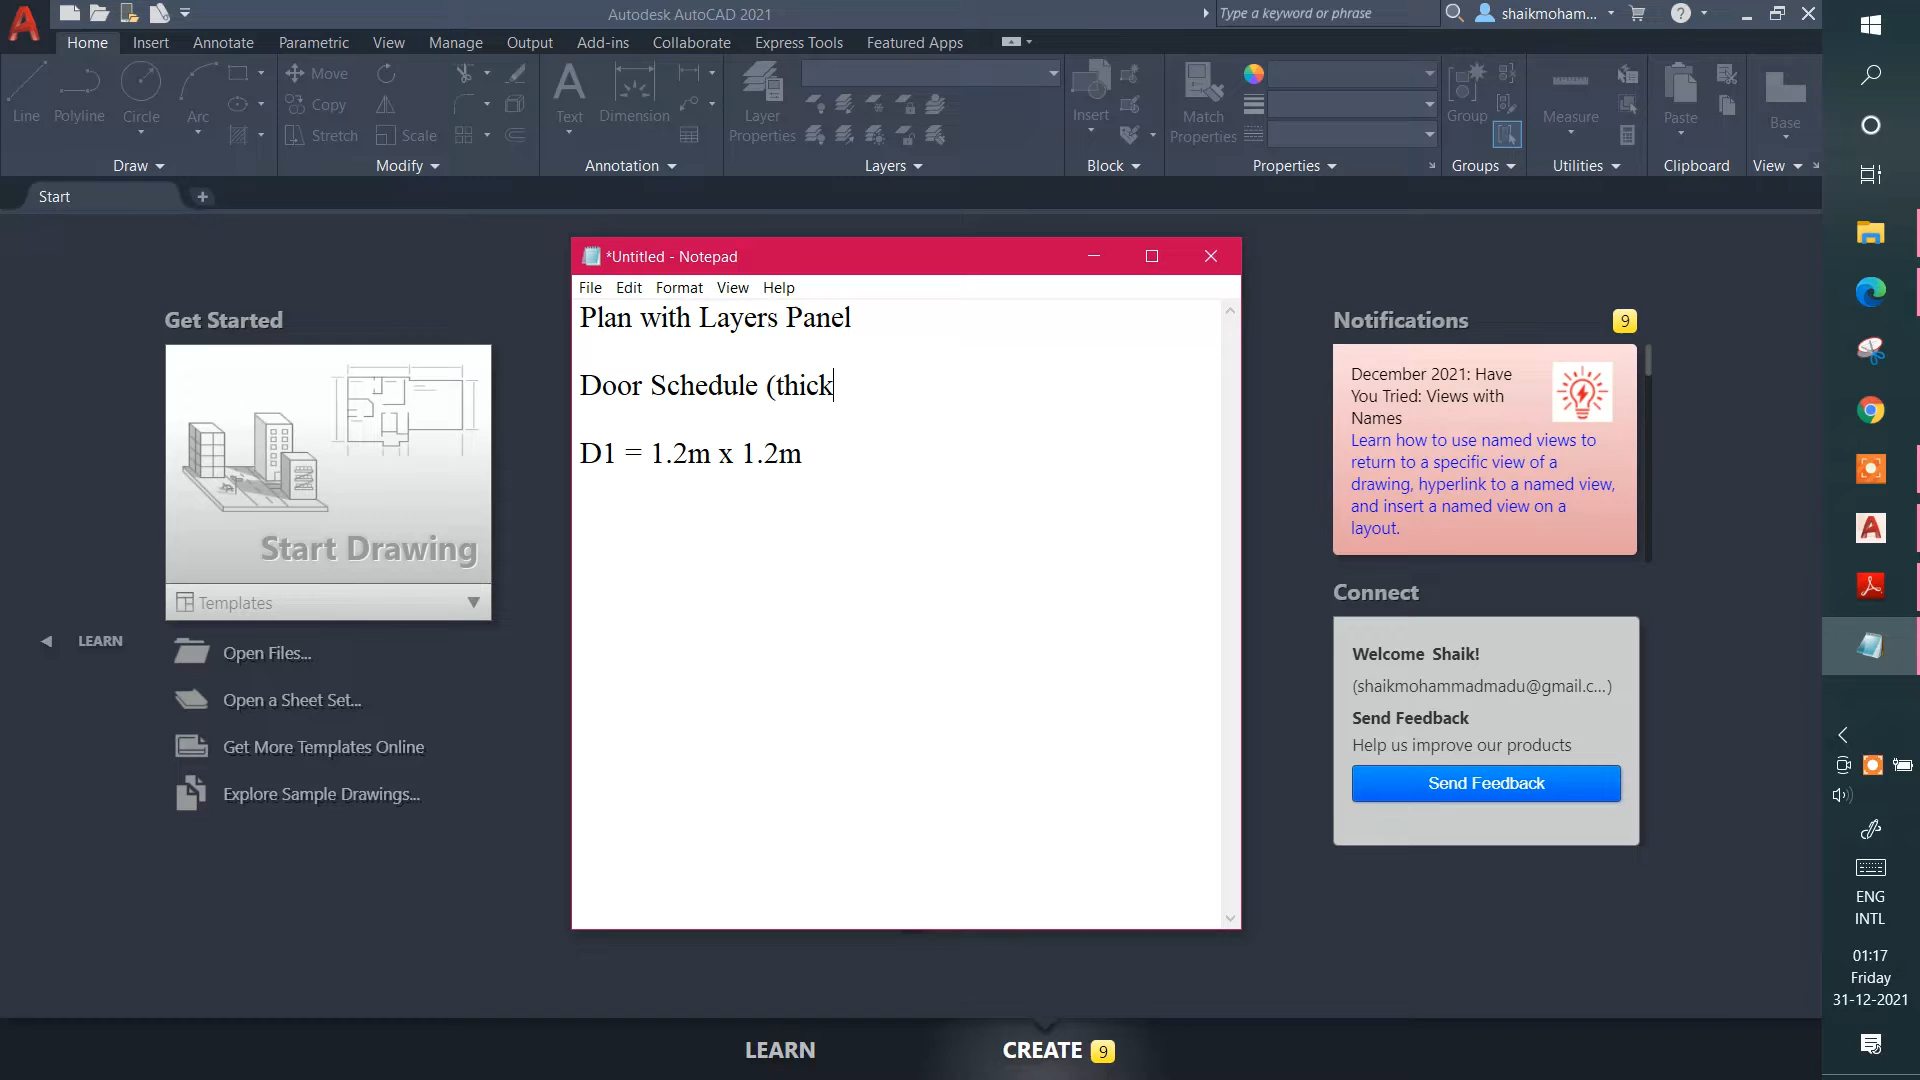 Autodesk AutoCAD 2021
Type a keyword or phrase
shaikmoham...
Home Insert Annotate Parametric View Manage Output Add-ins Collaborate Express Tools Featured Apps
Line Polyline Circle Arc
Move
Copy
Stretch Scale
Text Dimension
Layer Properties
Insert
Match Properties
Group
Measure
Paste
Base
Draw Modify Annotation Layers Block Properties Groups Utilities Clipboard View
Start
*Untitled - Notepad
File Edit Format View Help
Plan with Layers Panel
Door Schedule (thick
D1 = 1.2m x 1.2m
Get Started
Start Drawing
Templates
LEARN
Open Files...
Open a Sheet Set...
Get More Templates Online
Explore Sample Drawings...
Notifications 9
December 2021: Have
You Tried: Views with
Names
Learn how to use named views to
return to a specific view of a
drawing, hyperlink to a named view,
and insert a named view on a
layout.
Connect
Welcome Shaik!
(shaikmohammadmadu@gmail.c...)
Send Feedback
Help us improve our products
Send Feedback
LEARN CREATE 9
ENG
INTL
01:17
Friday
31-12-2021